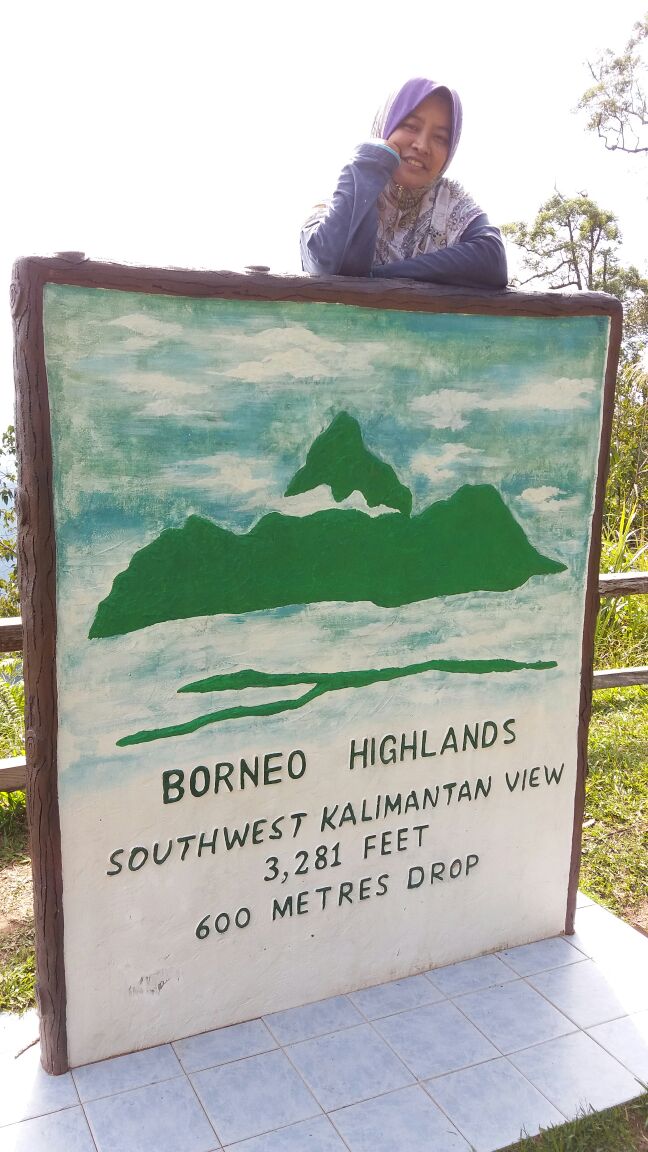 BORNEO HIGHLANDS
SOUTHWEST KALIMANTAN VIEW
3,281 FEET
600 METRES DROP